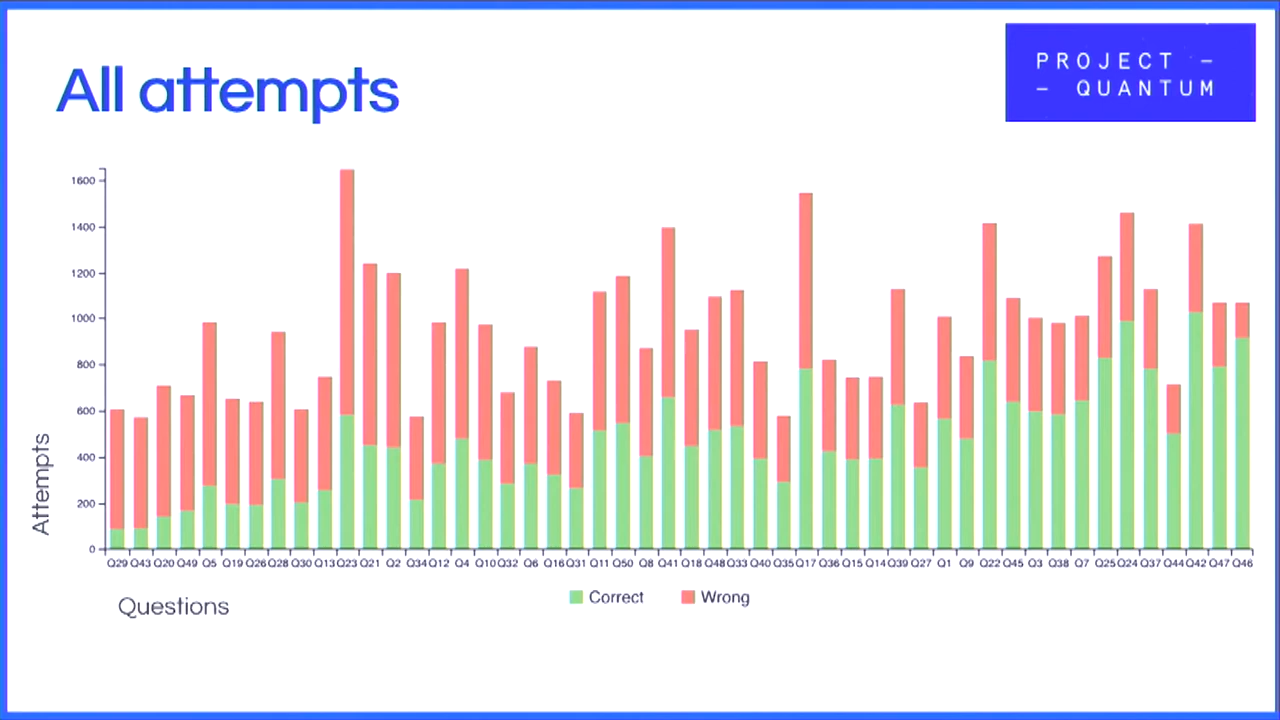 All attempts
PROJECT –
– QUANTUM
1600
1400
1200
1000
800
600
400
200
0
Attempts
Q29 Q43 Q20 Q49 Q5 Q19 Q26 Q28 Q30 Q13 Q23 Q21 Q2 Q34 Q12 Q4 Q10 Q32 Q6 Q16 Q31 Q11 Q50 Q8 Q41 Q18 Q48 Q33 Q40 Q35 Q17 Q36 Q15 Q14 Q39 Q27 Q1 Q9 Q22 Q45 Q3 Q38 Q7 Q25 Q24 Q37 Q44 Q42 Q47 Q46
Questions
Correct Wrong